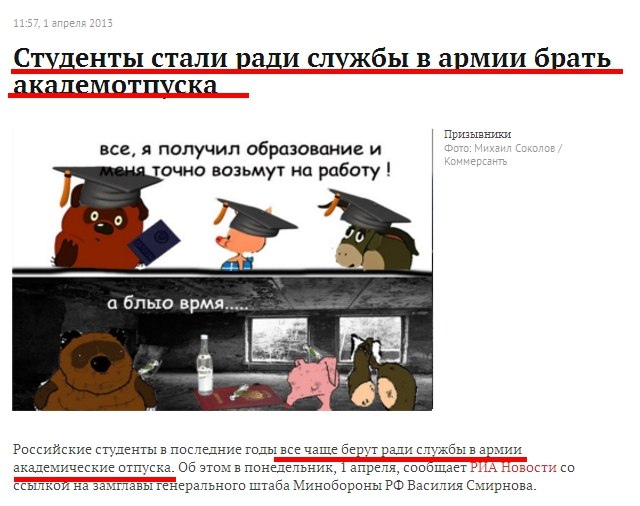 11:57, 1 апреля 2013
Студенты стали ради службы в армии брать
академотпуска
все, я получил образование и
меня точно возьмут на работу !
Призывники
Фото: Михаил Соколов /
Коммерсантъ
а блыо врмя.....
Российские студенты в последние годы все чаще берут ради службы в армии
академические отпуска. Об этом в понедельник, 1 апреля, сообщает РИА Новости со
ссылкой на замглавы генерального штаба Минобороны РФ Василия Смирнова.